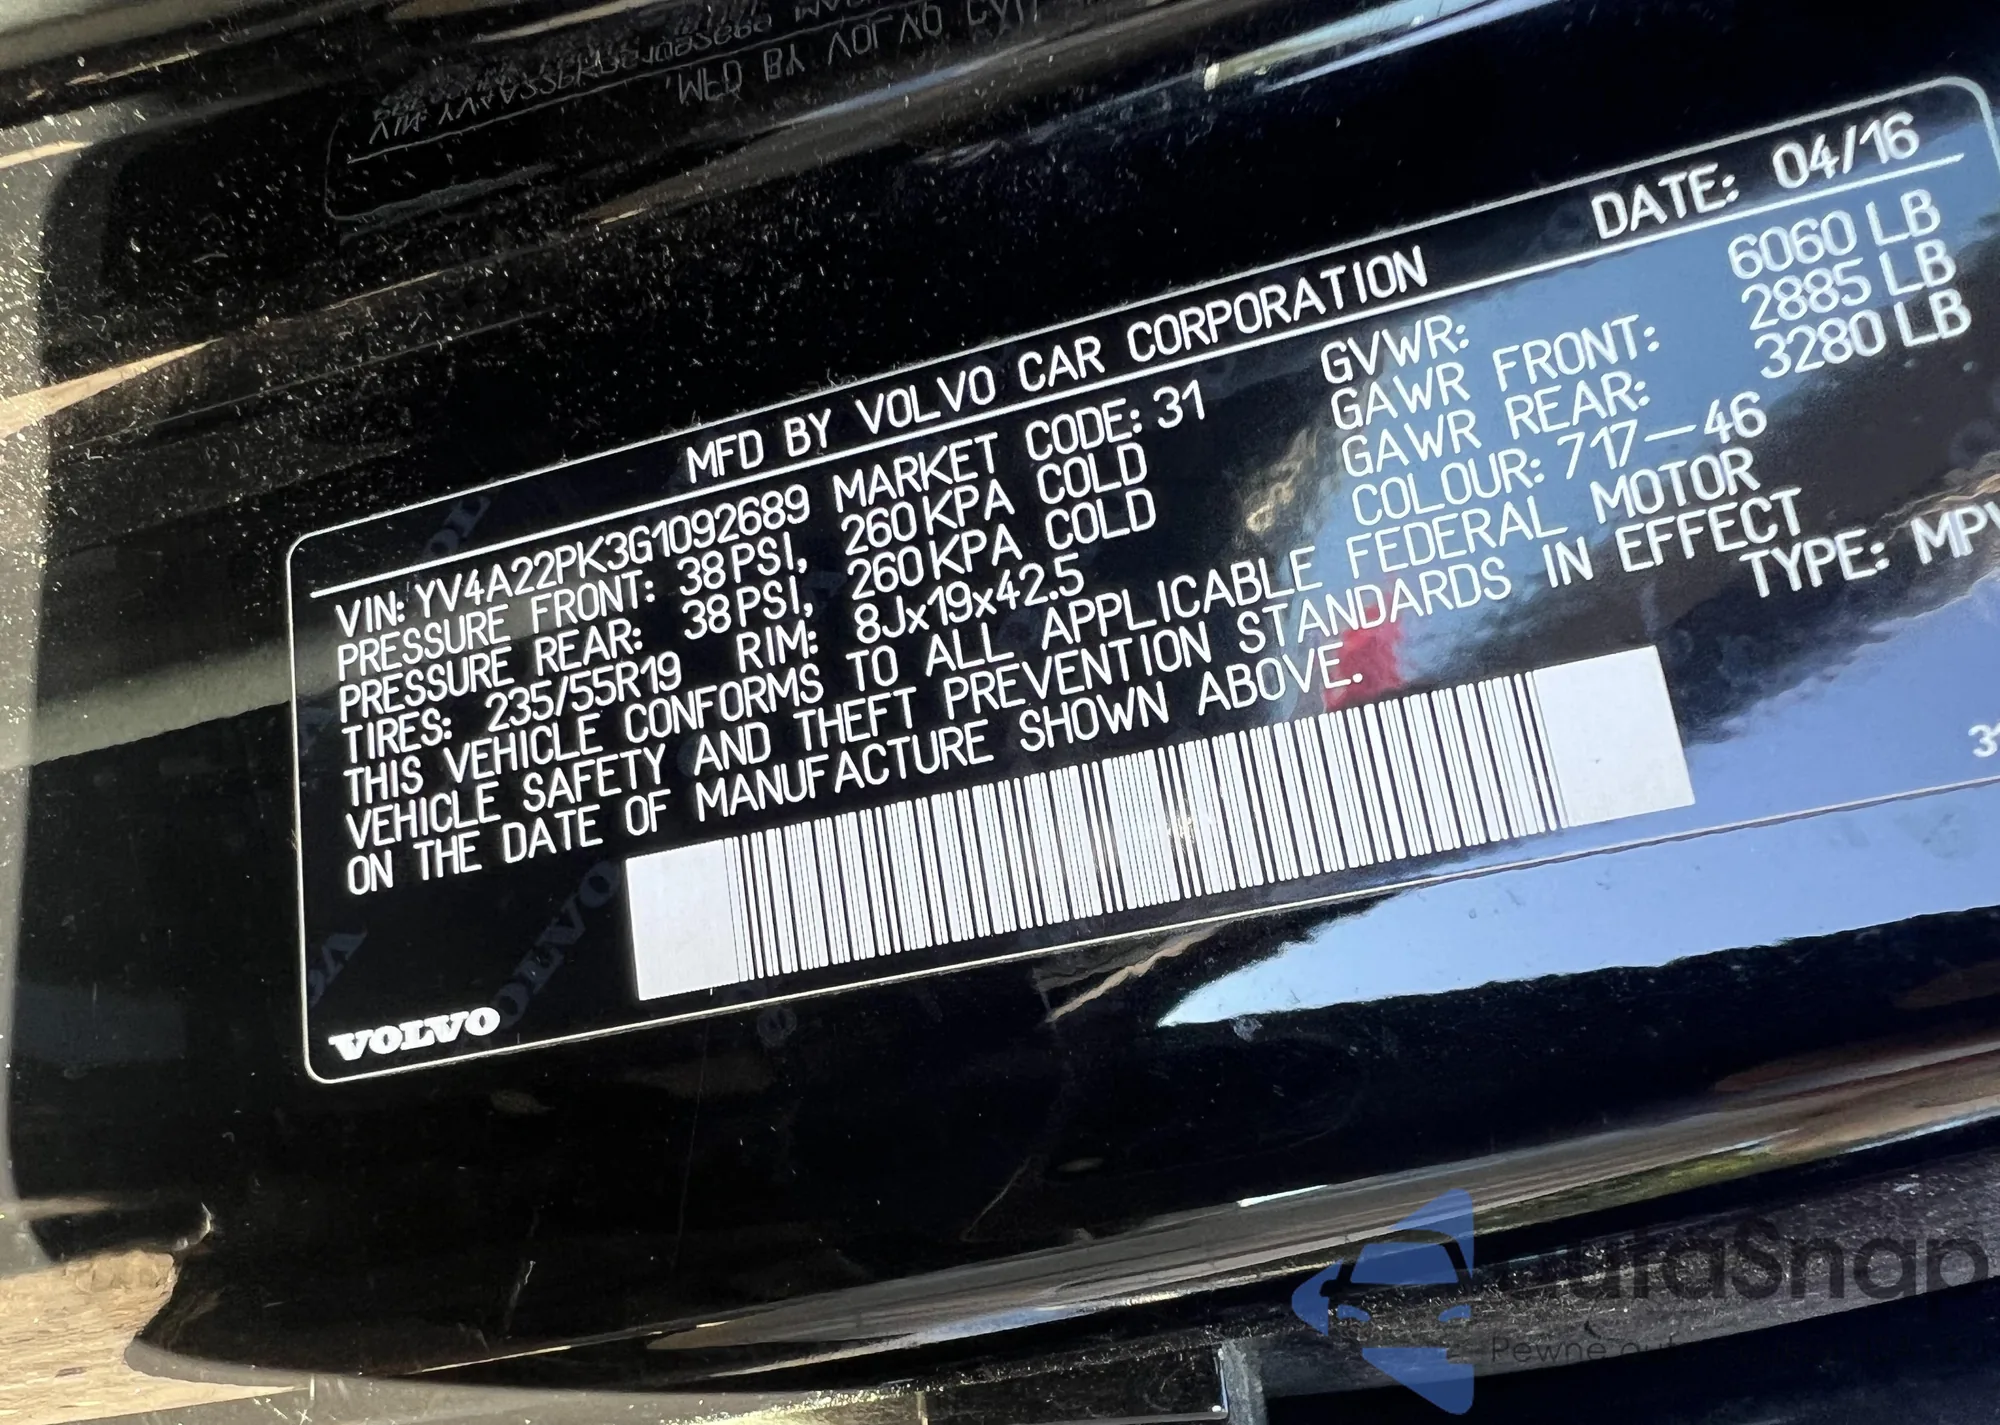 MFD BY VOLVO CAR CORPORATION DATE: 04/16
VIN: YV4A22PK3G1092689 MARKET CODE: 31 GVWR: 6060 LB
PRESSURE FRONT: 38 PSI, 260 KPA COLD GAWR FRONT: 2885 LB
PRESSURE REAR: 38 PSI, 260 KPA COLD GAWR REAR: 3280 LB
TIRES: 235/55R19 RIM: 8Jx19x42.5 COLOUR: 717-46
THIS VEHICLE CONFORMS TO ALL APPLICABLE FEDERAL MOTOR
VEHICLE SAFETY AND THEFT PREVENTION STANDARDS IN EFFECT
ON THE DATE OF MANUFACTURE SHOWN ABOVE. TYPE: MPV
VOLVO
Pewne